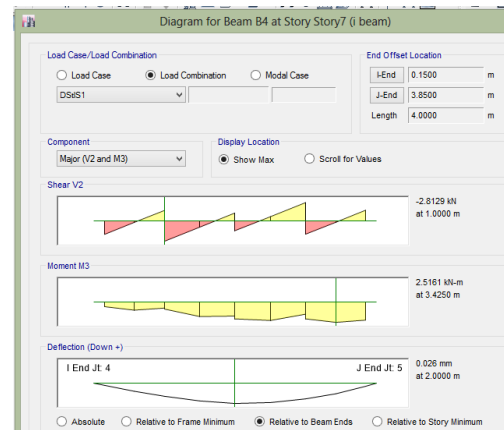 Diagram for Beam B4 at Story Story7 (i beam)
Load Case/Load Combination
Load Case
Load Combination
Modal Case
DStlS1
End Offset Location
I-End 0.1500 m
J-End 3.8500 m
Length 4.0000 m
Component
Major (V2 and M3)
Display Location
Show Max
Scroll for Values
Shear V2
-2.8129 kN
at 1.0000 m
Moment M3
2.5161 kN-m
at 3.4250 m
Deflection (Down +)
I End Jt: 4
J End Jt: 5
0.026 mm
at 2.0000 m
Absolute
Relative to Frame Minimum
Relative to Beam Ends
Relative to Story Minimum